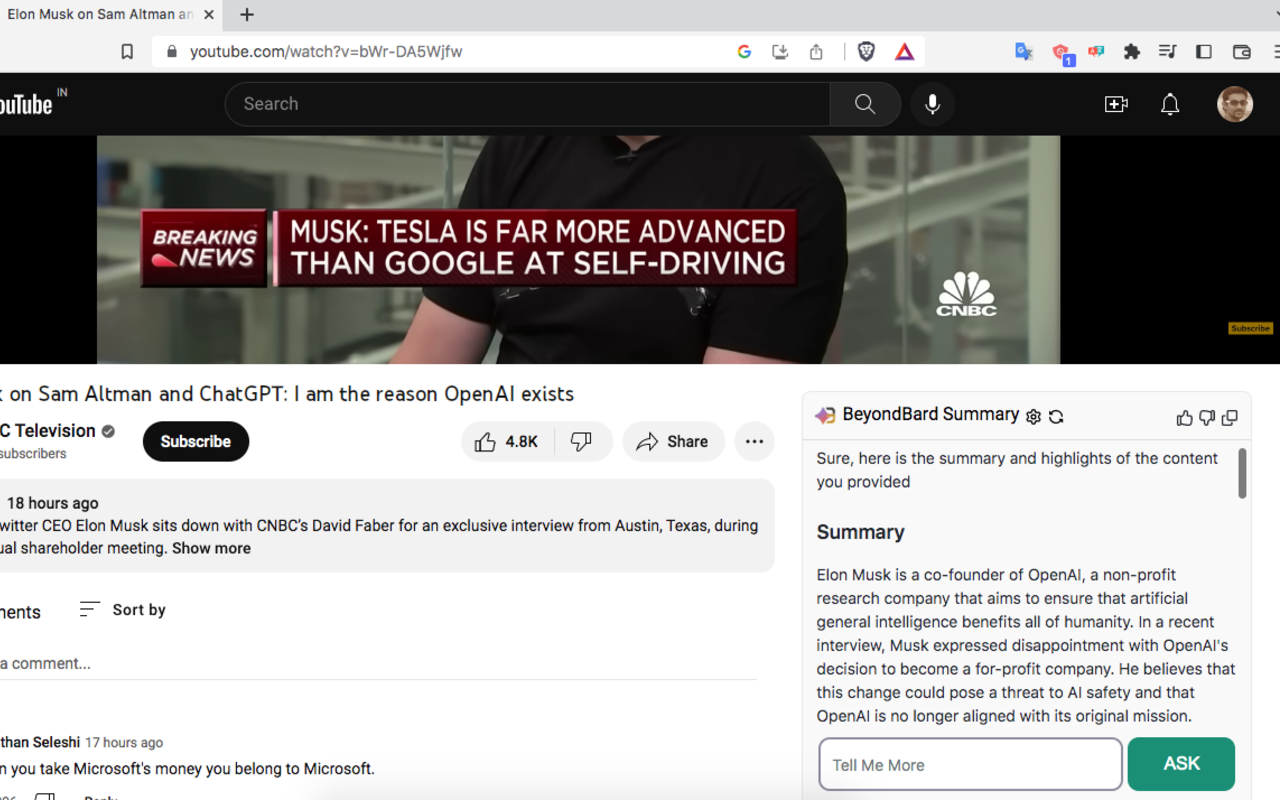 Elon Musk on Sam Altman an
youtube.com/watch?v=bWr-DA5Wjfw
1
ouTube IN
Search
BREAKING NEWS
MUSK: TESLA IS FAR MORE ADVANCED
THAN GOOGLE AT SELF-DRIVING
CNBC
Subscribe
k on Sam Altman and ChatGPT: I am the reason OpenAI exists
C Television
subscribers
Subscribe
4.8K
Share
18 hours ago
witter CEO Elon Musk sits down with CNBC's David Faber for an exclusive interview from Austin, Texas, during
ual shareholder meeting. Show more
ments
Sort by
a comment...
than Seleshi 17 hours ago
n you take Microsoft's money you belong to Microsoft.
Reply
BeyondBard Summary
Sure, here is the summary and highlights of the content
you provided
Summary
Elon Musk is a co-founder of OpenAI, a non-profit
research company that aims to ensure that artificial
general intelligence benefits all of humanity. In a recent
interview, Musk expressed disappointment with OpenAI's
decision to become a for-profit company. He believes that
this change could pose a threat to AI safety and that
OpenAI is no longer aligned with its original mission.
Tell Me More
ASK